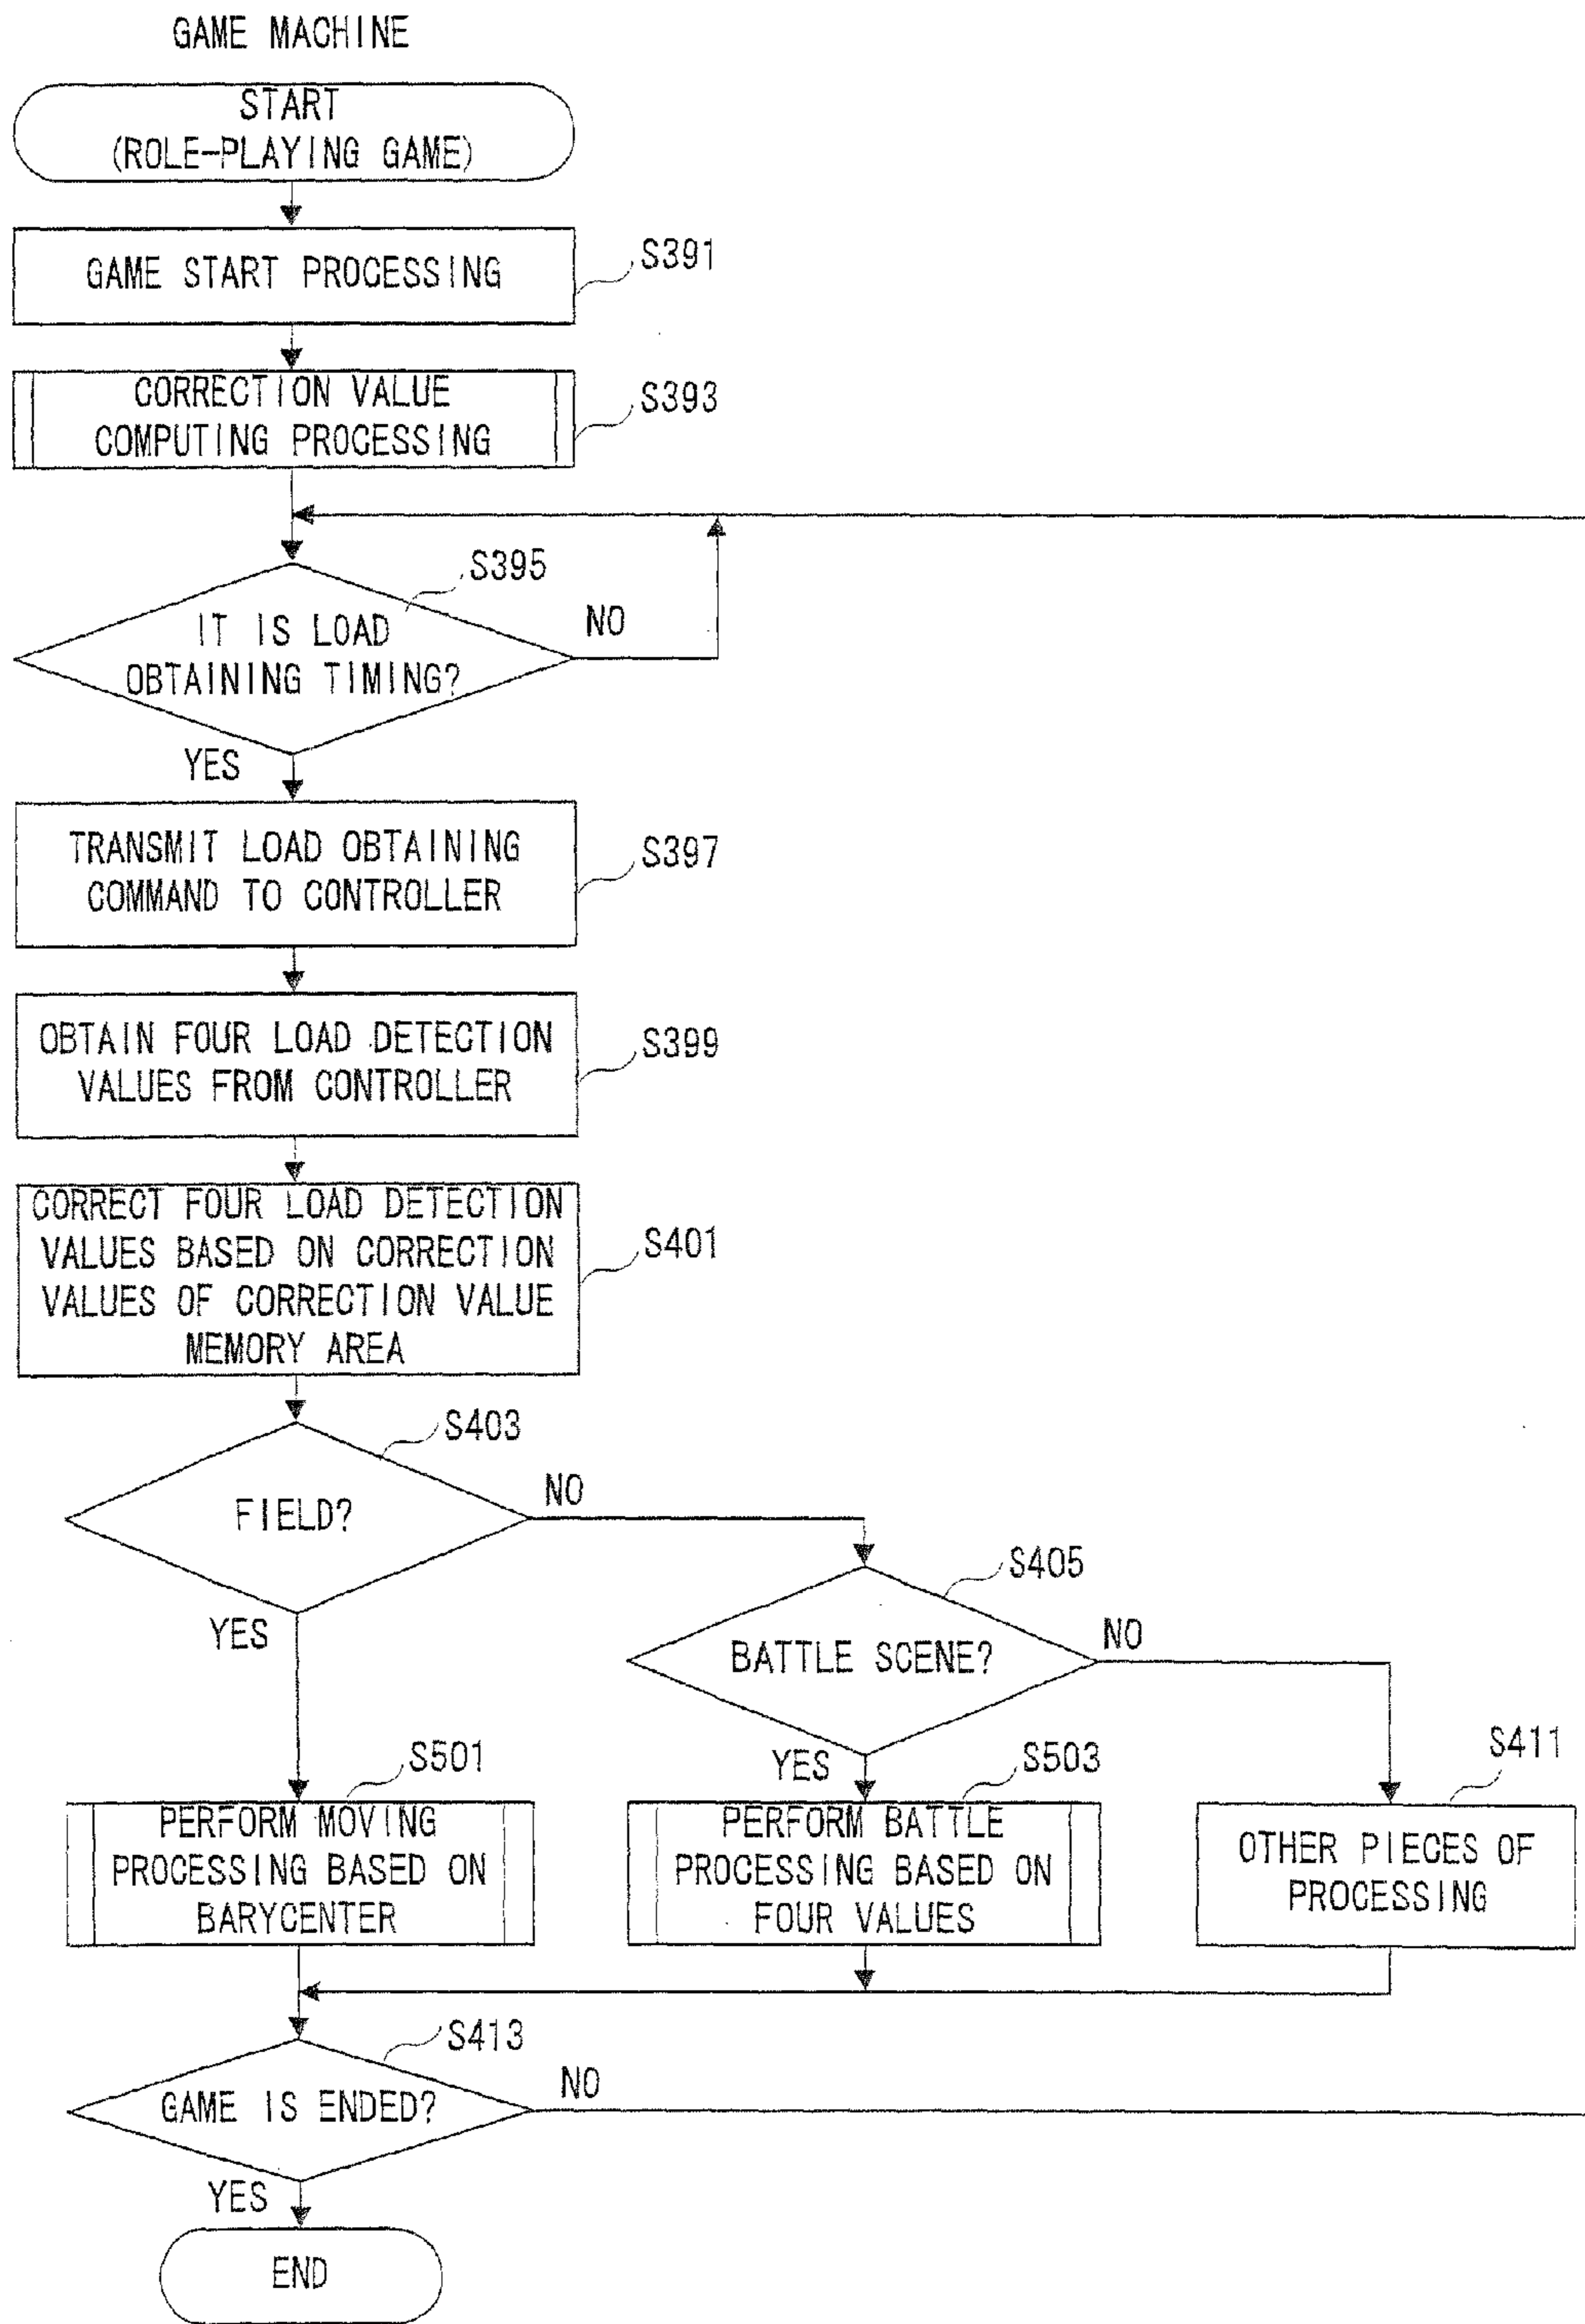 GAME MACHINE
START
(ROLE-PLAYING GAME)
GAME START PROCESSING
S391
CORRECTION VALUE
COMPUTING PROCESSING
S393
S395
IT IS LOAD
OBTAINING TIMING?
NO
YES
TRANSMIT LOAD OBTAINING
COMMAND TO CONTROLLER
S397
OBTAIN FOUR LOAD DETECTION
VALUES FROM CONTROLLER
S399
CORRECT FOUR LOAD DETECTION
VALUES BASED ON CORRECTION
VALUES OF CORRECTION VALUE
MEMORY AREA
S401
S403
FIELD?
NO
YES
S405
BATTLE SCENE?
NO
YES
S501
PERFORM MOVING
PROCESSING BASED ON
BARYCENTER
S503
PERFORM BATTLE
PROCESSING BASED ON
FOUR VALUES
S411
OTHER PIECES OF
PROCESSING
S413
GAME IS ENDED?
NO
YES
END